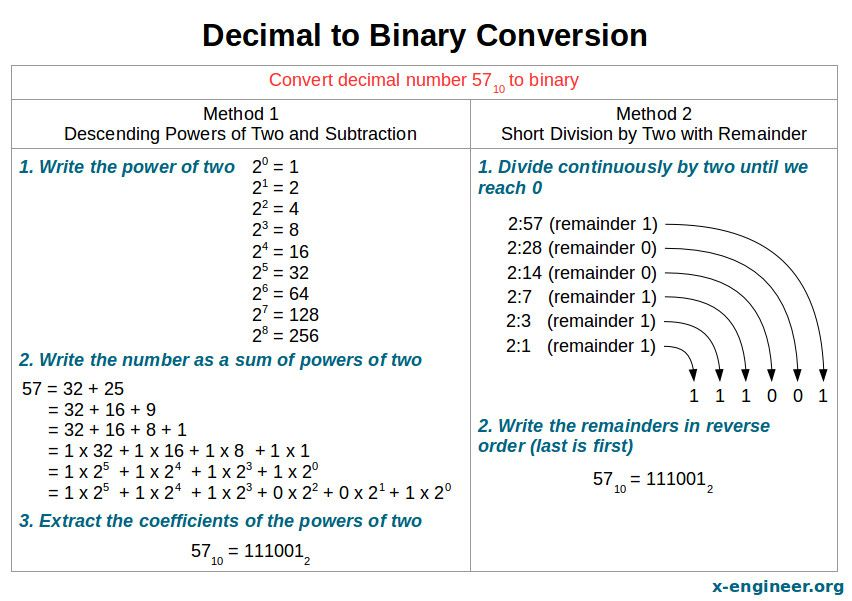 Decimal to Binary Conversion
Convert decimal number 57₁₀ to binary
Method 1
Descending Powers of Two and Subtraction
1. Write the power of two
2⁰ = 1
2¹ = 2
2² = 4
2³ = 8
2⁴ = 16
2⁵ = 32
2⁶ = 64
2⁷ = 128
2⁸ = 256
2. Write the number as a sum of powers of two
57 = 32 + 25
= 32 + 16 + 9
= 32 + 16 + 8 + 1
= 1 x 32 + 1 x 16 + 1 x 8 + 1 x 1
= 1 x 2⁵ + 1 x 2⁴ + 1 x 2³ + 1 x 2⁰
= 1 x 2⁵ + 1 x 2⁴ + 1 x 2³ + 0 x 2² + 0 x 2¹ + 1 x 2⁰
3. Extract the coefficients of the powers of two
57₁₀ = 111001₂
Method 2
Short Division by Two with Remainder
1. Divide continuously by two until we
reach 0
2:57 (remainder 1)
2:28 (remainder 0)
2:14 (remainder 0)
2:7 (remainder 1)
2:3 (remainder 1)
2:1 (remainder 1)
1 1 1 0 0 1
2. Write the remainders in reverse
order (last is first)
57₁₀ = 111001₂
x-engineer.org